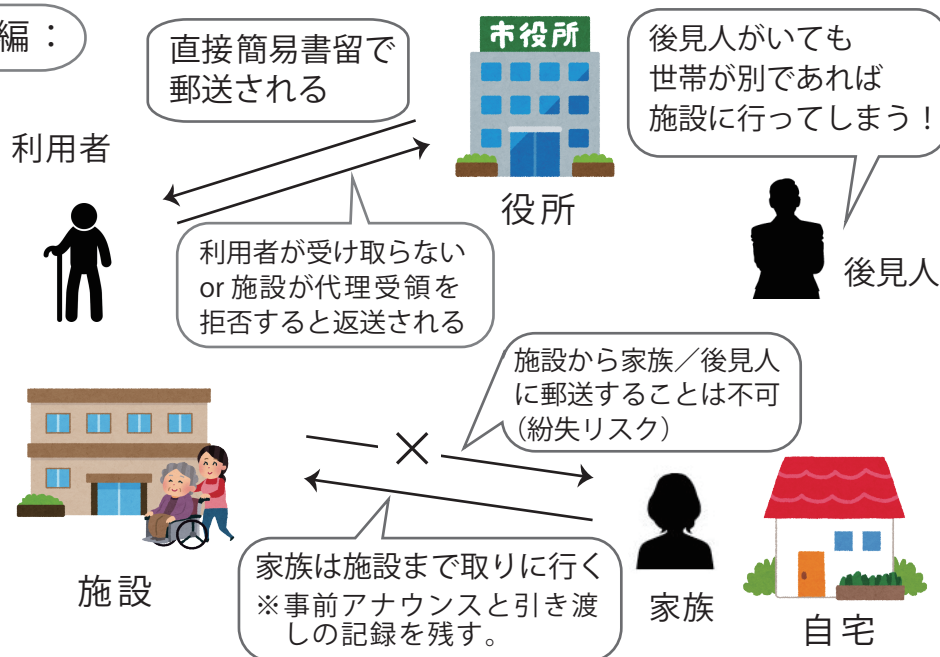 編：
直接簡易書留で
郵送される
市役所
後見人がいても
世帯が別であれば
施設に行ってしまう！
利用者
役所
利用者が受け取らない
or 施設が代理受領を
拒否すると返送される
後見人
施設から家族／後見人
に郵送することは不可
（紛失リスク）
家族は施設まで取りに行く
※事前アナウンスと引き渡
しの記録を残す。
施設
家族
自宅